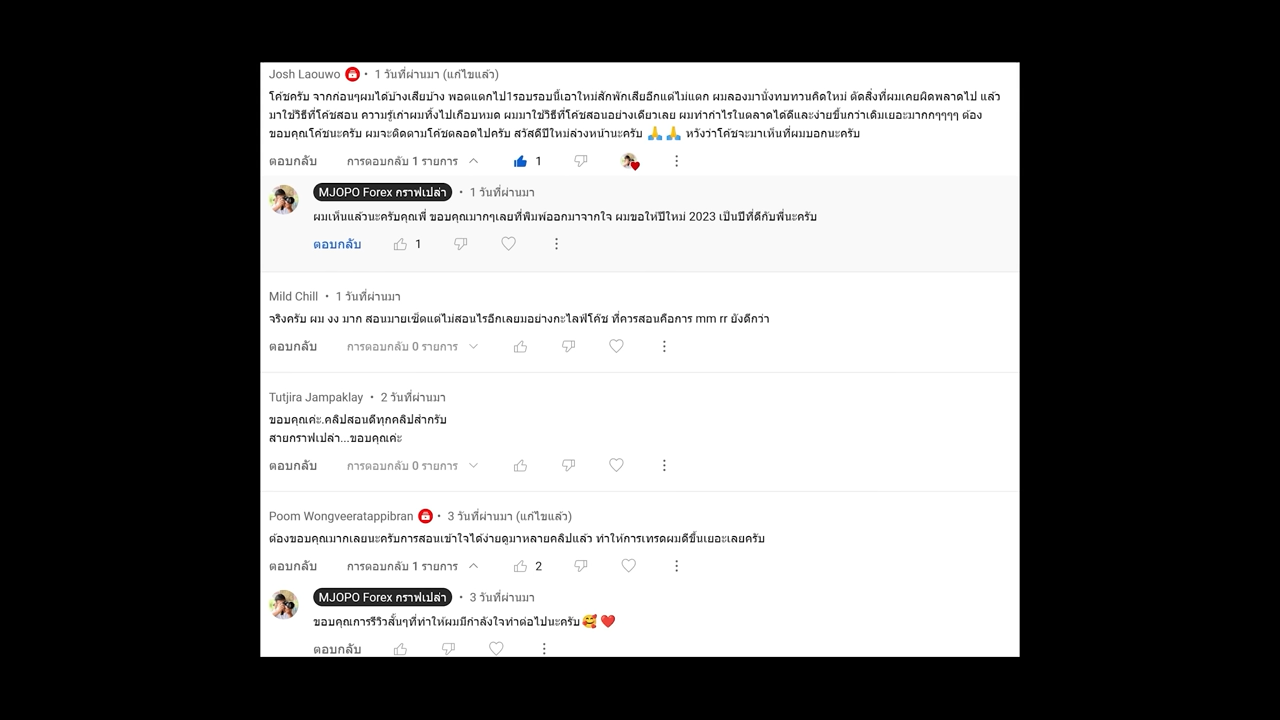 Josh Laouwo • 1 วันที่ผ่านมา (แก้ไขแล้ว)
โค้ชครับ จากก่อนๆผมได้บ้างเสียบ้าง พอตแตกไป1รอบรอบนี้เอาใหม่สักพักเสียอีกแต่ไม่แตก ผมลองมานั่งทบทวนคิดใหม่ ตัดสิ่งที่ผมเคยผิดพลาดไป แล้ว
มาใช้วิธีที่โค้ชสอน ความรู้เก่าผมทิ้งไปเกือบหมด ผมมาใช้วิธีที่โค้ชสอนอย่างเดียวเลย ผมทำกำไรในตลาดได้ดีและง่ายขึ้นกว่าเดิมเยอะมากกๆๆๆๆ ต้อง
ขอบคุณโค้ชนะครับ ผมจะติดตามโค้ชตลอดไปครับ สวัสดีปีใหม่ล่วงหน้านะครับ 🙏 🙏 หวังว่าโค้ชจะมาเห็นที่ผมบอกนะครับ
ตอบกลับ การตอบกลับ 1 รายการ 1
MJOPO Forex กราฟเปล่า • 1 วันที่ผ่านมา
ผมเห็นแล้วนะครับคุณพี่ ขอบคุณมากๆเลยที่พิมพ์ออกมาจากใจ ผมขอให้ปีใหม่ 2023 เป็นปีที่ดีกับพี่นะครับ
ตอบกลับ 1
Mild Chill • 1 วันที่ผ่านมา
จริงครับ ผม งง มาก สอนมายเซ็ตแต่ไม่สอนไรอีกเลยมอย่างกะไลฟ์โค้ช ที่ควรสอนคือการ mm rr ยังดีกว่า
ตอบกลับ การตอบกลับ 0 รายการ
Tutjira Jampaklay • 2 วันที่ผ่านมา
ขอบคุณค่ะ.คลิปสอนดีทุกคลิปสำกรับ
สายกราฟเปล่า...ขอบคุณค่ะ
ตอบกลับ การตอบกลับ 0 รายการ
Poom Wongveeratappibran • 3 วันที่ผ่านมา (แก้ไขแล้ว)
ต้องขอบคุณมากเลยนะครับการสอนเข้าใจได้ง่ายดูมาหลายคลิปแล้ว ทำให้การเทรดผมดีขึ้นเยอะเลยครับ
ตอบกลับ การตอบกลับ 1 รายการ 2
MJOPO Forex กราฟเปล่า • 3 วันที่ผ่านมา
ขอบคุณการรีวิวสั้นๆที่ทำให้ผมมีกำลังใจทำต่อไปนะครับ🥰 ❤️
ตอบกลับ